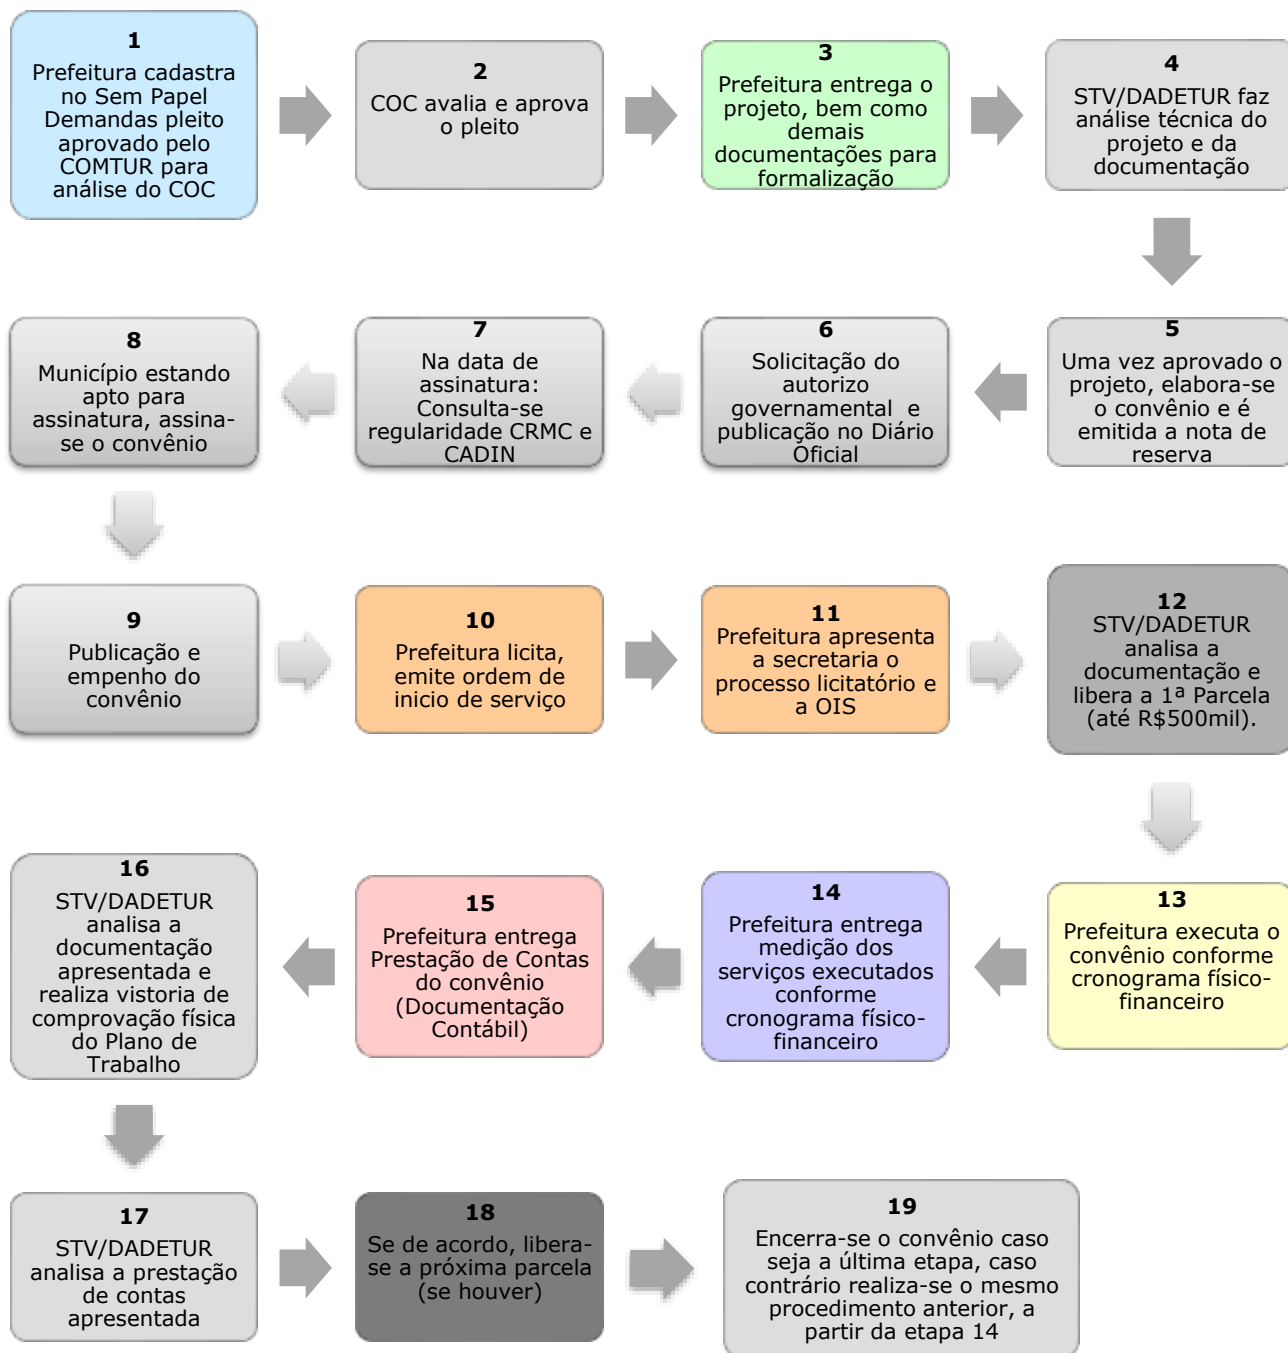 1
Prefeitura cadastra
no Sem Papel
Demandas pleito
aprovado pelo
COMTUR para
análise do COC
2
COC avalia e aprova
o pleito
3
Prefeitura entrega o
projeto, bem como
demais
documentações para
formalização
4
STV/DADETUR faz
análise técnica do
projeto e da
documentação
5
Uma vez aprovado o
projeto, elabora-se
o convênio e é
emitida a nota de
reserva
6
Solicitação do
autorizo
governamental e
publicação no Diário
Oficial
7
Na data de
assinatura:
Consulta-se
regularidade CRMC e
CADIN
8
Município estando
apto para
assinatura, assina-
se o convênio
9
Publicação e
empenho do
convênio
10
Prefeitura licita,
emite ordem de
inicio de serviço
11
Prefeitura apresenta
a secretaria o
processo licitatório e
a OIS
12
STV/DADETUR
analisa a
documentação e
libera a 1ª Parcela
(até R$500mil).
13
Prefeitura executa o
convênio conforme
cronograma físico-
financeiro
14
Prefeitura entrega
medição dos
serviços executados
conforme
cronograma físico-
financeiro
15
Prefeitura entrega
Prestação de Contas
do convênio
(Documentação
Contábil)
16
STV/DADETUR
analisa a
documentação
apresentada e
realiza vistoria de
comprovação física
do Plano de
Trabalho
17
STV/DADETUR
analisa a prestação
de contas
apresentada
18
Se de acordo, libera-
se a próxima parcela
(se houver)
19
Encerra-se o convênio caso
seja a última etapa, caso
contrário realiza-se o mesmo
procedimento anterior, a
partir da etapa 14